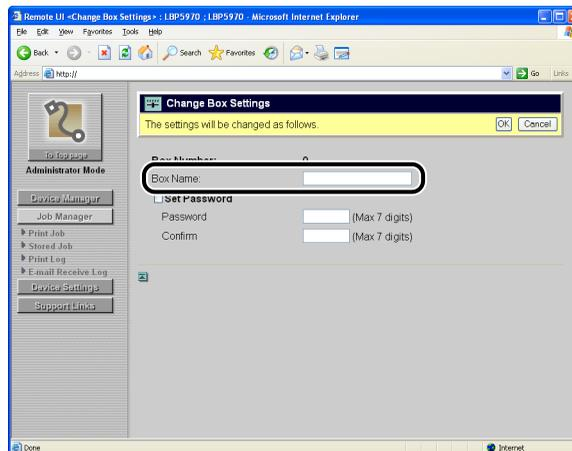 Remote UI <Change Box Settings> : LBP5970 ; LBP5970 - Microsoft Internet Explorer
File Edit View Favorites Tools Help
Back Search Favorites
Address http:// Go Links
Change Box Settings
The settings will be changed as follows. OK Cancel
To Top page
Administrator Mode
Device Manager
Job Manager
Print Job
Stored Job
Print Log
E-mail Receive Log
Device Settings
Support Links
Box Number: 0
Box Name:
Set Password
Password (Max 7 digits)
Confirm (Max 7 digits)
Done Internet